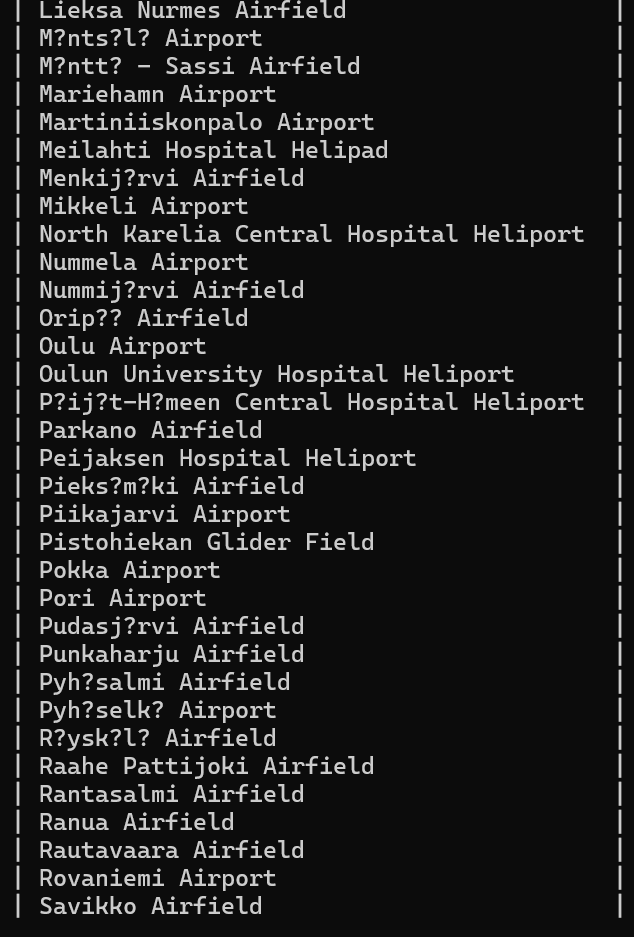 | Lieksa Nurmes Airfield |
| M?nts?l? Airport |
| M?ntt? - Sassi Airfield |
| Mariehamn Airport |
| Martiniiskonpalo Airport |
| Meilahti Hospital Helipad |
| Menkij?rvi Airfield |
| Mikkeli Airport |
| North Karelia Central Hospital Heliport |
| Nummela Airport |
| Nummij?rvi Airfield |
| Orip?? Airfield |
| Oulu Airport |
| Oulun University Hospital Heliport |
| P?ij?t-H?meen Central Hospital Heliport |
| Parkano Airfield |
| Peijaksen Hospital Heliport |
| Pieks?m?ki Airfield |
| Piikajarvi Airport |
| Pistohiekan Glider Field |
| Pokka Airport |
| Pori Airport |
| Pudasj?rvi Airfield |
| Punkaharju Airfield |
| Pyh?salmi Airfield |
| Pyh?selk? Airport |
| R?ysk?l? Airfield |
| Raahe Pattijoki Airfield |
| Rantasalmi Airfield |
| Ranua Airfield |
| Rautavaara Airfield |
| Rovaniemi Airport |
| Savikko Airfield |